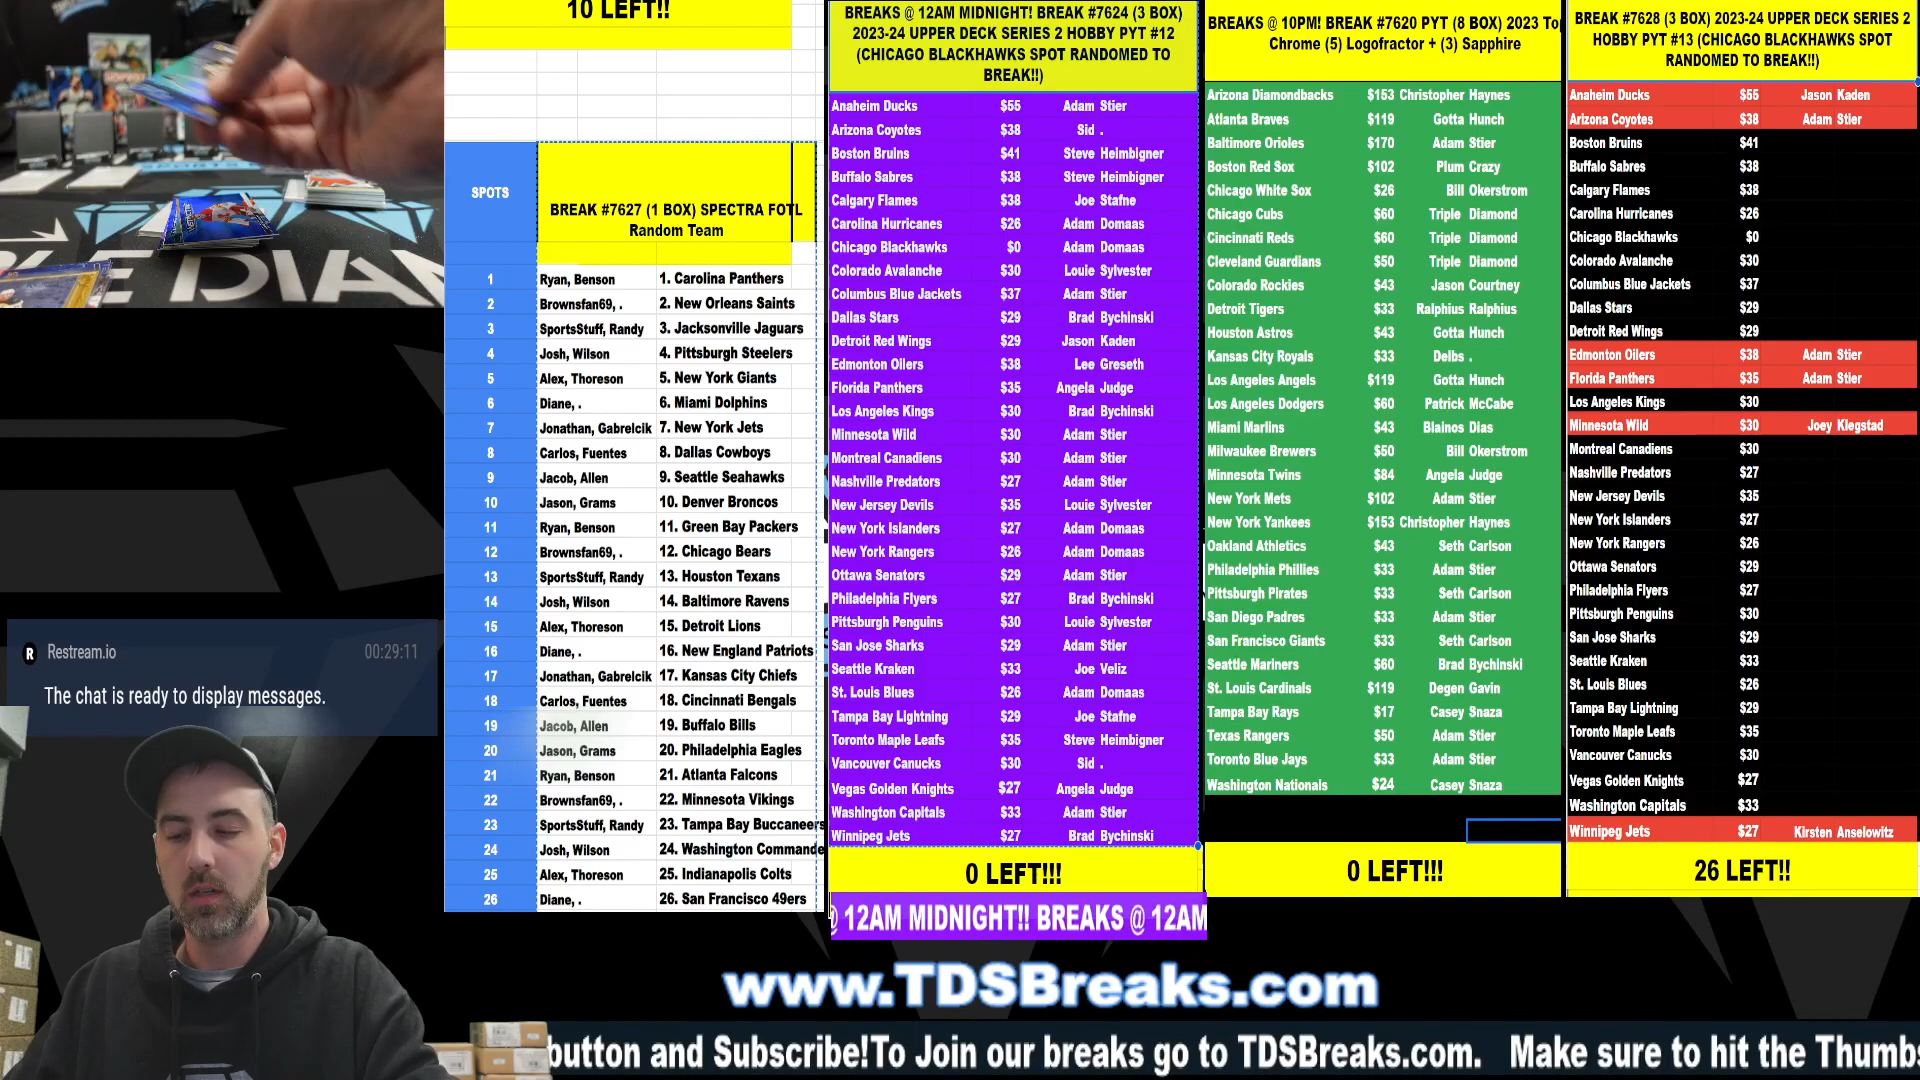 10 LEFT!!
SPOTS
BREAK #7627 (1 BOX) SPECTRA FOTL
Random Team
1 Ryan, Benson 1. Carolina Panthers
2 Brownsfan69, . 2. New Orleans Saints
3 SportsStuff, Randy 3. Jacksonville Jaguars
4 Josh, Wilson 4. Pittsburgh Steelers
5 Alex, Thoreson 5. New York Giants
6 Diane, . 6. Miami Dolphins
7 Jonathan, Gabrelcik 7. New York Jets
8 Carlos, Fuentes 8. Dallas Cowboys
9 Jacob, Allen 9. Seattle Seahawks
10 Jason, Grams 10. Denver Broncos
11 Ryan, Benson 11. Green Bay Packers
12 Brownsfan69, . 12. Chicago Bears
13 SportsStuff, Randy 13. Houston Texans
14 Josh, Wilson 14. Baltimore Ravens
15 Alex, Thoreson 15. Detroit Lions
16 Diane, . 16. New England Patriots
17 Jonathan, Gabrelcik 17. Kansas City Chiefs
18 Carlos, Fuentes 18. Cincinnati Bengals
19 Jacob, Allen 19. Buffalo Bills
20 Jason, Grams 20. Philadelphia Eagles
21 Ryan, Benson 21. Atlanta Falcons
22 Brownsfan69, . 22. Minnesota Vikings
23 SportsStuff, Randy 23. Tampa Bay Buccaneers
24 Josh, Wilson 24. Washington Commande
25 Alex, Thoreson 25. Indianapolis Colts
26 Diane, . 26. San Francisco 49ers
BREAKS @ 12AM MIDNIGHT! BREAK #7624 (3 BOX)
2023-24 UPPER DECK SERIES 2 HOBBY PYT #12
(CHICAGO BLACKHAWKS SPOT RANDOMED TO
BREAK!!)
Anaheim Ducks $55 Adam Stier
Arizona Coyotes $38 Sid .
Boston Bruins $41 Steve Heimbigner
Buffalo Sabres $38 Steve Heimbigner
Calgary Flames $38 Joe Stafne
Carolina Hurricanes $26 Adam Domaas
Chicago Blackhawks $0 Adam Domaas
Colorado Avalanche $30 Louie Sylvester
Columbus Blue Jackets $37 Adam Stier
Dallas Stars $29 Brad Bychinski
Detroit Red Wings $29 Jason Kaden
Edmonton Oilers $38 Lee Greseth
Florida Panthers $35 Angela Judge
Los Angeles Kings $30 Brad Bychinski
Minnesota Wild $30 Adam Stier
Montreal Canadiens $30 Adam Stier
Nashville Predators $27 Adam Stier
New Jersey Devils $35 Louie Sylvester
New York Islanders $27 Adam Domaas
New York Rangers $26 Adam Domaas
Ottawa Senators $29 Adam Stier
Philadelphia Flyers $27 Brad Bychinski
Pittsburgh Penguins $30 Louie Sylvester
San Jose Sharks $29 Adam Stier
Seattle Kraken $33 Joe Veliz
St. Louis Blues $26 Adam Domaas
Tampa Bay Lightning $29 Joe Stafne
Toronto Maple Leafs $35 Steve Heimbigner
Vancouver Canucks $30 Sid .
Vegas Golden Knights $27 Angela Judge
Washington Capitals $33 Adam Stier
Winnipeg Jets $27 Brad Bychinski
0 LEFT!!!
@ 12AM MIDNIGHT!! BREAKS @ 12AM
BREAKS @ 10PM! BREAK #7620 PYT (8 BOX) 2023 Top
Chrome (5) Logofractor + (3) Sapphire
Arizona Diamondbacks $153 Christopher Haynes
Atlanta Braves $119 Gotta Hunch
Baltimore Orioles $170 Adam Stier
Boston Red Sox $102 Plum Crazy
Chicago White Sox $26 Bill Okerstrom
Chicago Cubs $60 Triple Diamond
Cincinnati Reds $60 Triple Diamond
Cleveland Guardians $50 Triple Diamond
Colorado Rockies $43 Jason Courtney
Detroit Tigers $33 Ralphius Ralphius
Houston Astros $43 Gotta Hunch
Kansas City Royals $33 Delbs .
Los Angeles Angels $119 Gotta Hunch
Los Angeles Dodgers $60 Patrick McCabe
Miami Marlins $43 Blainos Dias
Milwaukee Brewers $50 Bill Okerstrom
Minnesota Twins $84 Angela Judge
New York Mets $102 Adam Stier
New York Yankees $153 Christopher Haynes
Oakland Athletics $43 Seth Carlson
Philadelphia Phillies $33 Adam Stier
Pittsburgh Pirates $33 Seth Carlson
San Diego Padres $33 Adam Stier
San Francisco Giants $33 Seth Carlson
Seattle Mariners $60 Brad Bychinski
St. Louis Cardinals $119 Degen Gavin
Tampa Bay Rays $17 Casey Snaza
Texas Rangers $50 Adam Stier
Toronto Blue Jays $33 Adam Stier
Washington Nationals $24 Casey Snaza
0 LEFT!!!
BREAK #7628 (3 BOX) 2023-24 UPPER DECK SERIES 2
HOBBY PYT #13 (CHICAGO BLACKHAWKS SPOT
RANDOMED TO BREAK!!)
Anaheim Ducks $55 Jason Kaden
Arizona Coyotes $38 Adam Stier
Boston Bruins $41
Buffalo Sabres $38
Calgary Flames $38
Carolina Hurricanes $26
Chicago Blackhawks $0
Colorado Avalanche $30
Columbus Blue Jackets $37
Dallas Stars $29
Detroit Red Wings $29
Edmonton Oilers $38 Adam Stier
Florida Panthers $35 Adam Stier
Los Angeles Kings $30
Minnesota Wild $30 Joey Klegstad
Montreal Canadiens $30
Nashville Predators $27
New Jersey Devils $35
New York Islanders $27
New York Rangers $26
Ottawa Senators $29
Philadelphia Flyers $27
Pittsburgh Penguins $30
San Jose Sharks $29
Seattle Kraken $33
St. Louis Blues $26
Tampa Bay Lightning $29
Toronto Maple Leafs $35
Vancouver Canucks $30
Vegas Golden Knights $27
Washington Capitals $33
Winnipeg Jets $27 Kirsten Anselowitz
26 LEFT!!
R Restream.io 00:29:11
The chat is ready to display messages.
www.TDSBreaks.com
button and Subscribe!To Join our breaks go to TDSBreaks.com. Make sure to hit the Thumbs